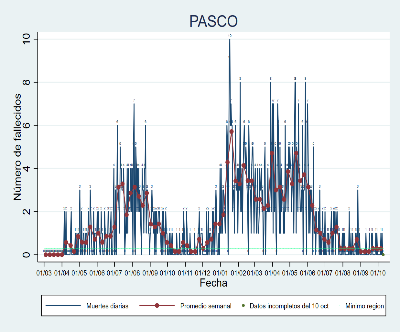 PASCO
Número de fallecidos
10
8
6
4
2
0
01/03 01/04 01/05 01/06 01/07 01/08 01/09 01/10 01/11 01/12 01/01 01/02 01/03 01/04 01/05 01/06 01/07 01/08 01/09 01/10
Fecha
Muertes diarias Promedio semanal Datos incompletos del 10 oct Minimo region